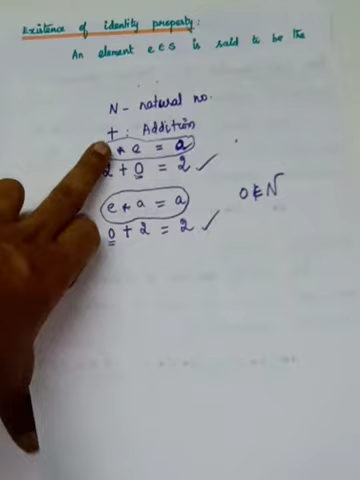 Existence of identity property:
An element e ∈ s is said to be the
N - natural no.
+ : Addition
* e = a
2 + 0 = 2 ✓
e * a = a
0 ∉ N
0 + 2 = 2 ✓